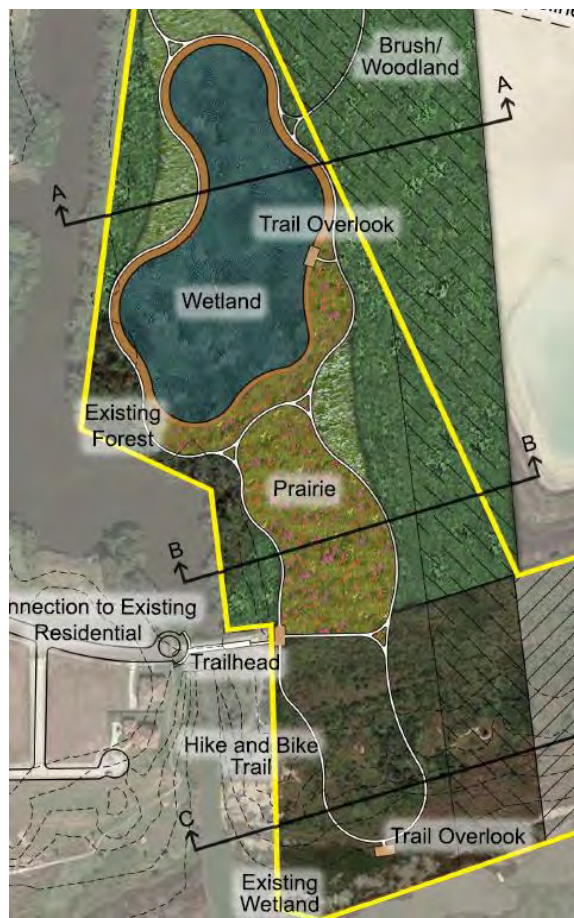 Brush/
Woodland
A
A
Trail Overlook
Wetland
Existing
Forest
B
Prairie
B
nnection to Existing
Residential
Trailhead
Hike and Bike
Trail
C
Trail Overlook
Existing
Wetland